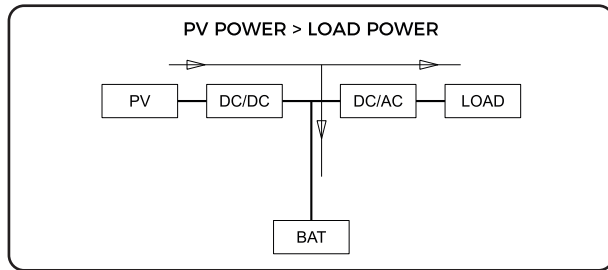 PV POWER > LOAD POWER
PV DC/DC DC/AC LOAD
BAT